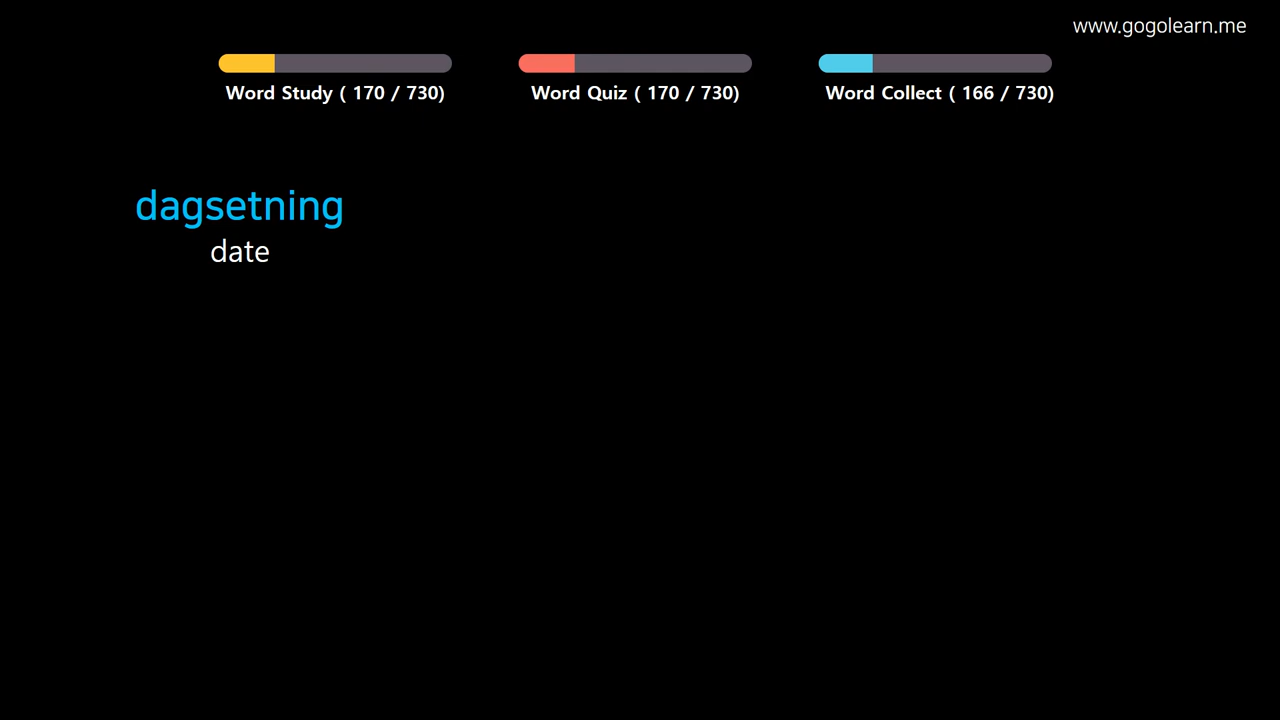 www.gogolearn.me
Word Study ( 170 / 730)
Word Quiz ( 170 / 730)
Word Collect ( 166 / 730)
dagsetning
date